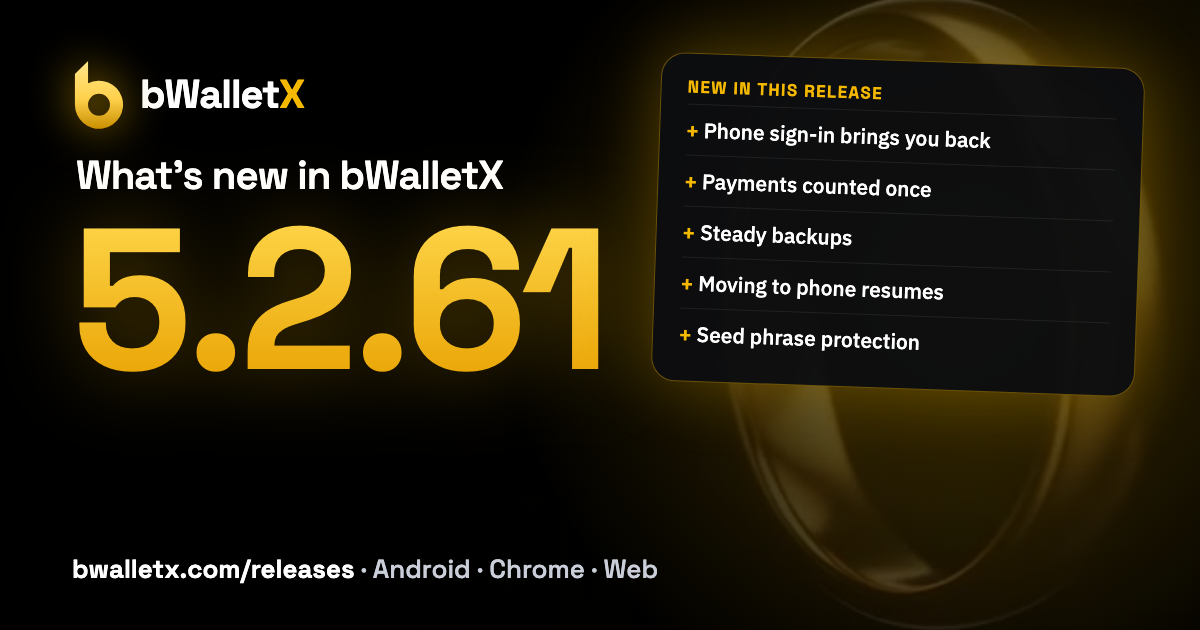 bWalletX
What's new in bWalletX
5.2.61
NEW IN THIS RELEASE
+ Phone sign-in brings you back
+ Payments counted once
+ Steady backups
+ Moving to phone resumes
+ Seed phrase protection
bwalletx.com/releases · Android · Chrome · Web